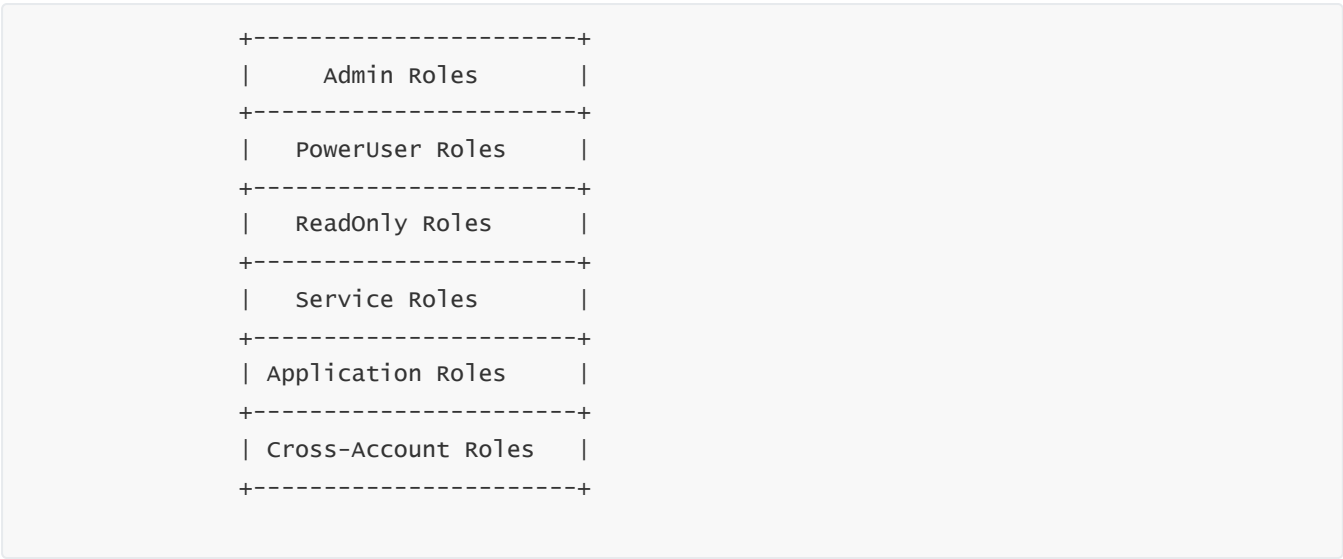 +-----------------------+
|      Admin Roles       |
+-----------------------+
|   PowerUser Roles     |
+-----------------------+
|   ReadOnly Roles      |
+-----------------------+
|   Service Roles       |
+-----------------------+
| Application Roles     |
+-----------------------+
| Cross-Account Roles   |
+-----------------------+